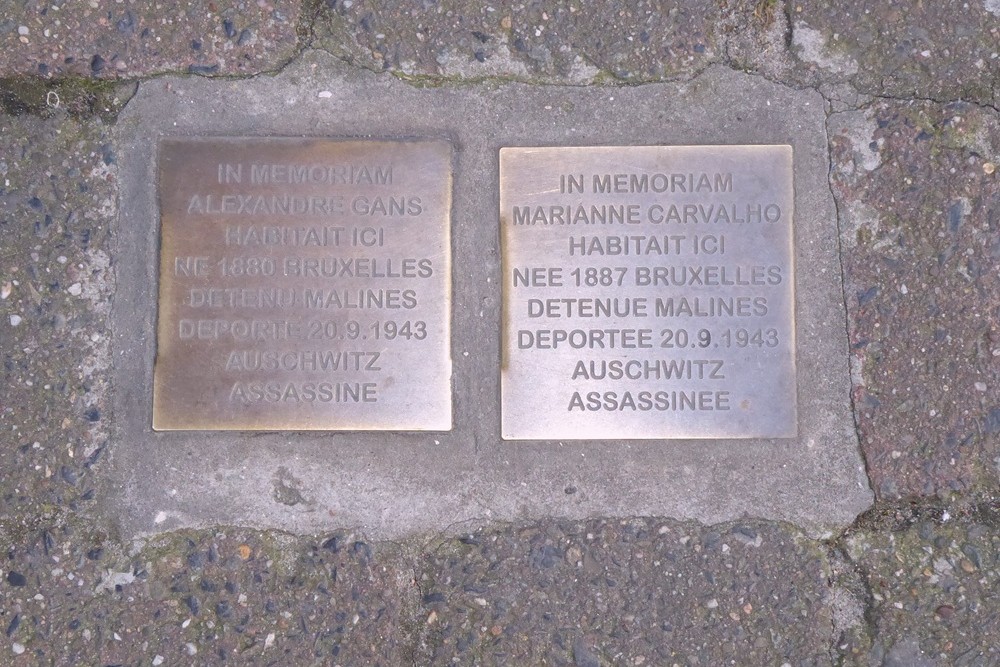 IN MEMORIAM
ALEXANDRE GANS
HABITAIT ICI
NE 1880 BRUXELLES
DETENU MALINES
DEPORTE 20.9.1943
AUSCHWITZ
ASSASSINE
IN MEMORIAM
MARIANNE CARVALHO
HABITAIT ICI
NEE 1887 BRUXELLES
DETENUE MALINES
DEPORTEE 20.9.1943
AUSCHWITZ
ASSASSINEE